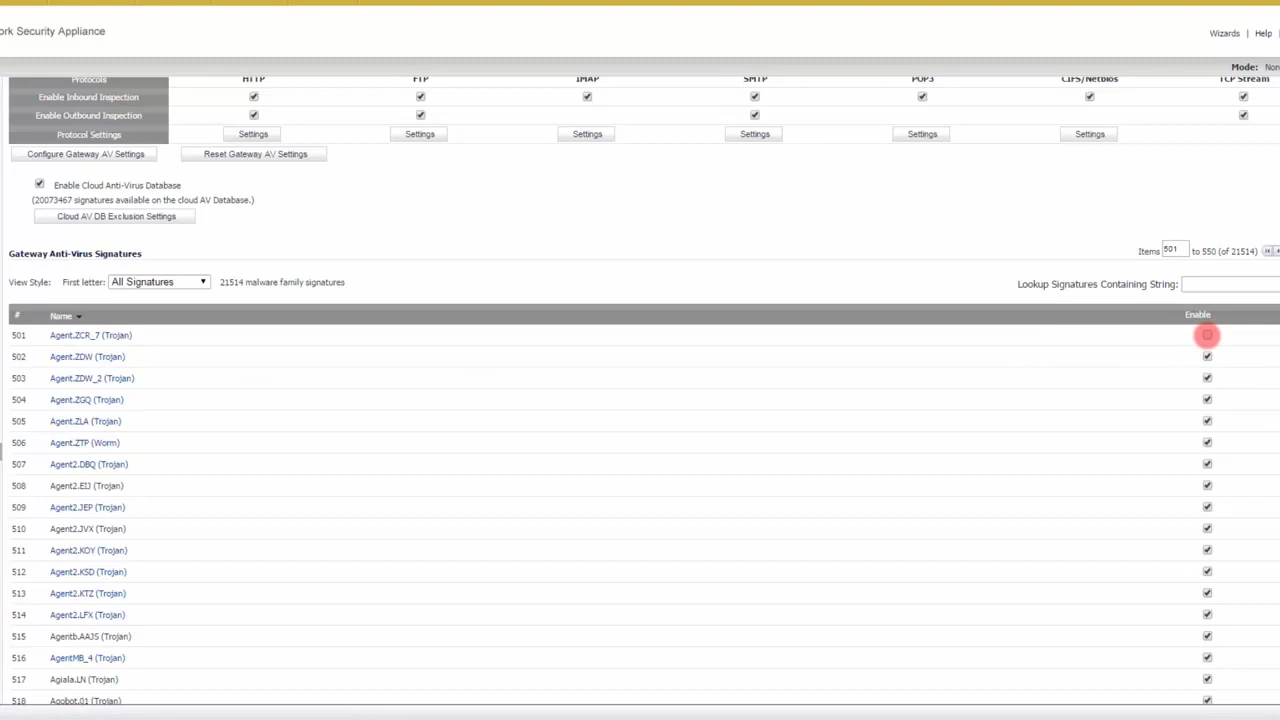 ork Security Appliance
Wizards | Help |
Mode: Non
Protocols HTTP FTP IMAP SMTP POP3 CIFS/Netbios TCP Stream
Enable Inbound Inspection
Enable Outbound Inspection
Protocol Settings Settings Settings Settings Settings Settings Settings
Configure Gateway AV Settings Reset Gateway AV Settings
Enable Cloud Anti-Virus Database
(20073467 signatures available on the cloud AV Database.)
Cloud AV DB Exclusion Settings
Gateway Anti-Virus Signatures Items 501 to 550 (of 21514)
View Style: First letter: All Signatures 21514 malware family signatures Lookup Signatures Containing String:
# Name Enable
501 Agent.ZCR_7 (Trojan)
502 Agent.ZDW (Trojan)
503 Agent.ZDW_2 (Trojan)
504 Agent.ZGQ (Trojan)
505 Agent.ZLA (Trojan)
506 Agent.ZTP (Worm)
507 Agent2.DBQ (Trojan)
508 Agent2.EIJ (Trojan)
509 Agent2.JEP (Trojan)
510 Agent2.JVX (Trojan)
511 Agent2.KOY (Trojan)
512 Agent2.KSD (Trojan)
513 Agent2.KTZ (Trojan)
514 Agent2.LFX (Trojan)
515 Agentb.AAJS (Trojan)
516 AgentMB_4 (Trojan)
517 Agiala.LN (Trojan)
518 Agobot.01 (Trojan)